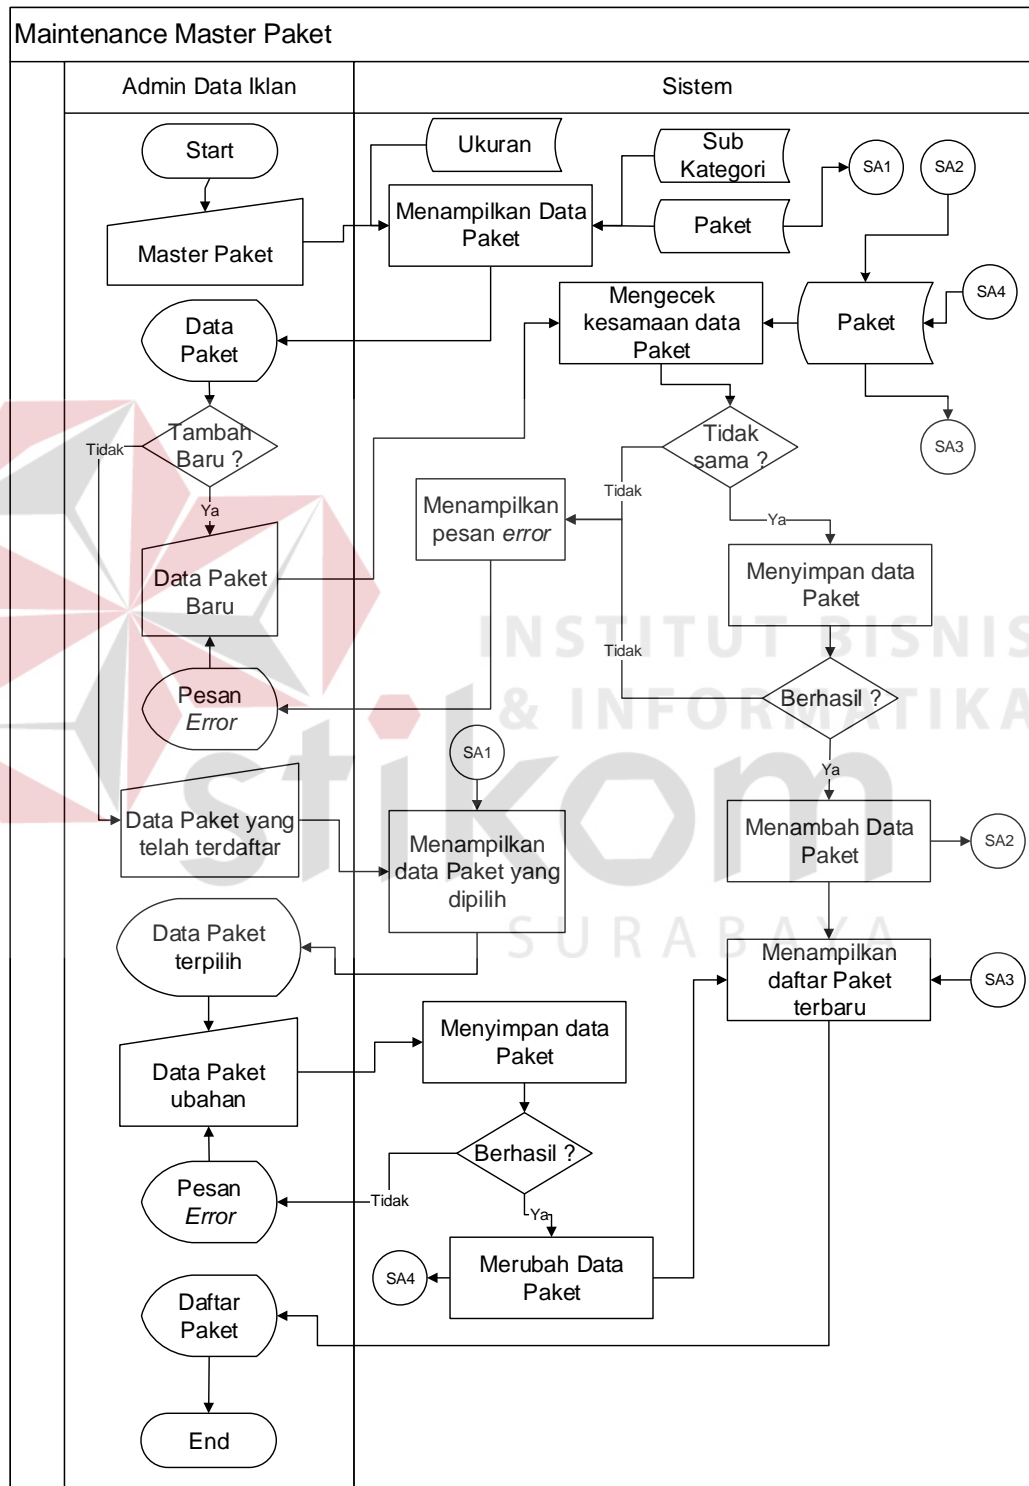 Maintenance Master Paket
Admin Data Iklan
Sistem
Start
Ukuran
Sub
Kategori
SA1
SA2
Master Paket
Menampilkan Data
Paket
Paket
Data
Paket
Mengecek
kesamaan data
Paket
Paket
SA4
Tambah
Baru ?
Tidak
Ya
Tidak
sama ?
SA3
Tidak
Ya
Menampilkan
pesan error
Data Paket
Baru
Menyimpan data
Paket
Tidak
Pesan
Error
Berhasil ?
Ya
SA1
Data Paket yang
telah terdaftar
Menampilkan
data Paket yang
dipilih
Menambah Data
Paket
SA2
Data Paket
terpilih
Menampilkan
daftar Paket
terbaru
SA3
Data Paket
ubahan
Menyimpan data
Paket
Berhasil ?
Tidak
Ya
Pesan
Error
SA4
Merubah Data
Paket
Daftar
Paket
End
INSTITUT BISNIS
& INFORMATIKA
stikom
SURABAYA